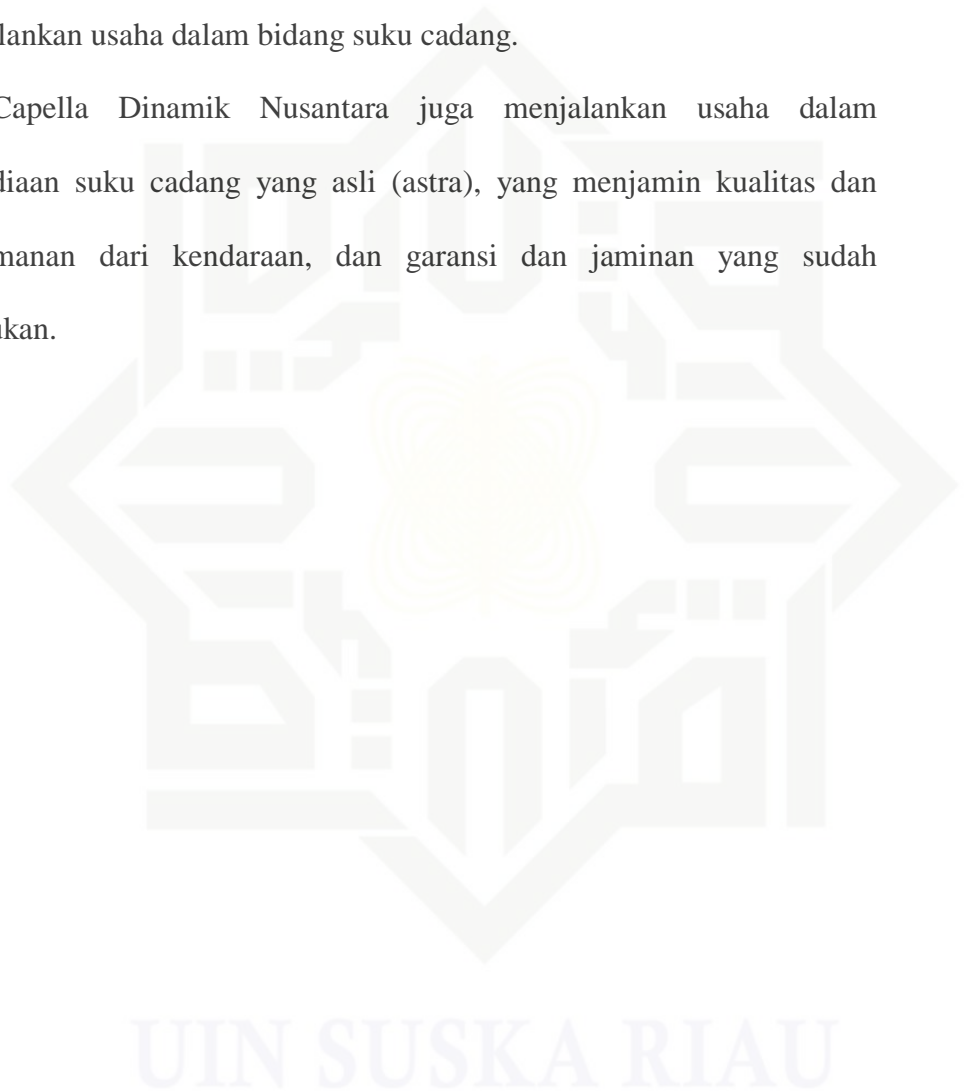 lankan usaha dalam bidang suku cadang.
Capella Dinamik Nusantara juga menjalankan usaha dalam
diaan suku cadang yang asli (astra), yang menjamin kualitas dan
manan dari kendaraan, dan garansi dan jaminan yang sudah
ukan.
UIN SUSKA RIAU